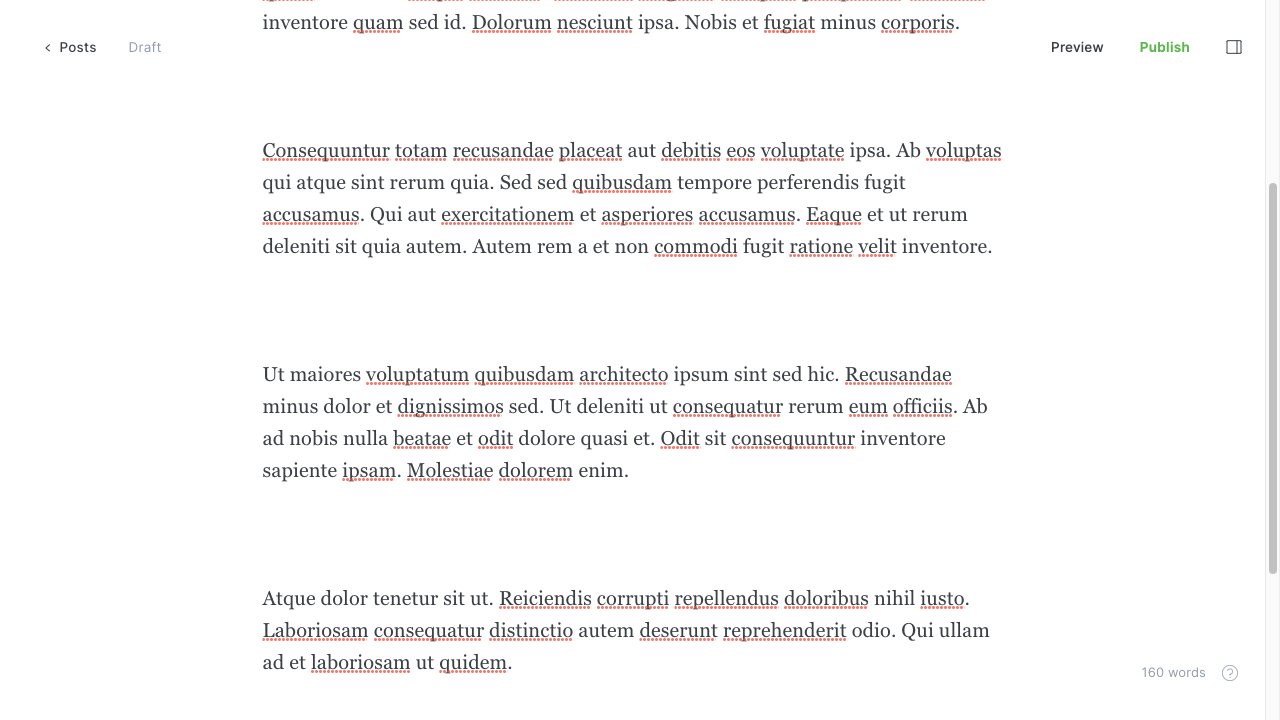 inventore quam sed id. Dolorum nesciunt ipsa. Nobis et fugiat minus corporis.
Posts
Draft
Preview
Publish
Consequuntur totam recusandae placeat aut debitis eos voluptate ipsa. Ab voluptas
qui atque sint rerum quia. Sed sed quibusdam tempore perferendis fugit
accusamus. Qui aut exercitationem et asperiores accusamus. Eaque et ut rerum
deleniti sit quia autem. Autem rem a et non commodi fugit ratione velit inventore.
Ut maiores voluptatum quibusdam architecto ipsum sint sed hic. Recusandae
minus dolor et dignissimos sed. Ut deleniti ut consequatur rerum eum officiis. Ab
ad nobis nulla beatae et odit dolore quasi et. Odit sit consequuntur inventore
sapiente ipsam. Molestiae dolorem enim.
Atque dolor tenetur sit ut. Reiciendis corrupti repellendus doloribus nihil iusto.
Laboriosam consequatur distinctio autem deserunt reprehenderit odio. Qui ullam
ad et laboriosam ut quidem.
160 words